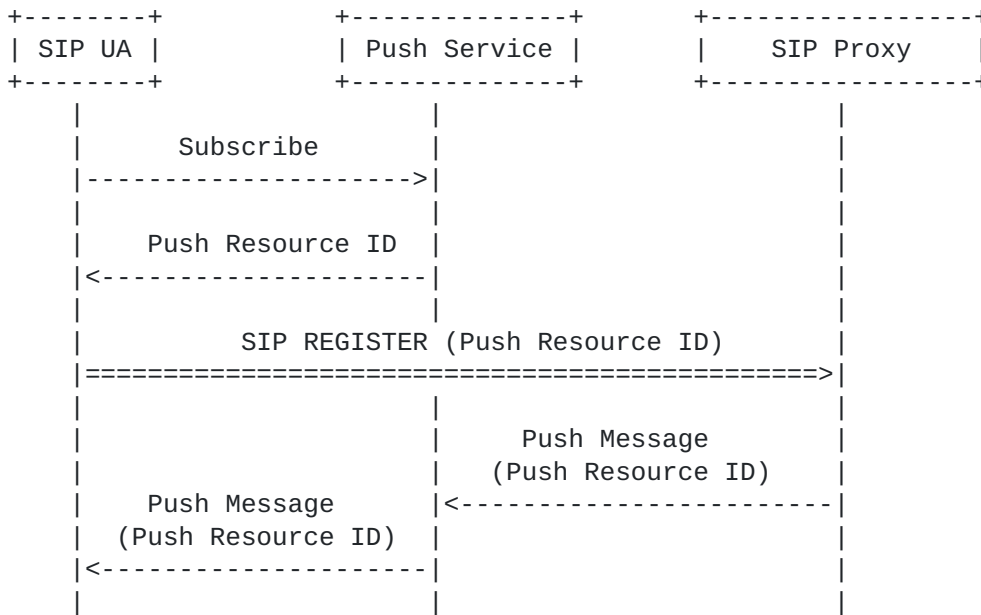 SIP UA Push Service SIP Proxy
Subscribe
Push Resource ID
SIP REGISTER (Push Resource ID)
Push Message
(Push Resource ID)
Push Message
(Push Resource ID)